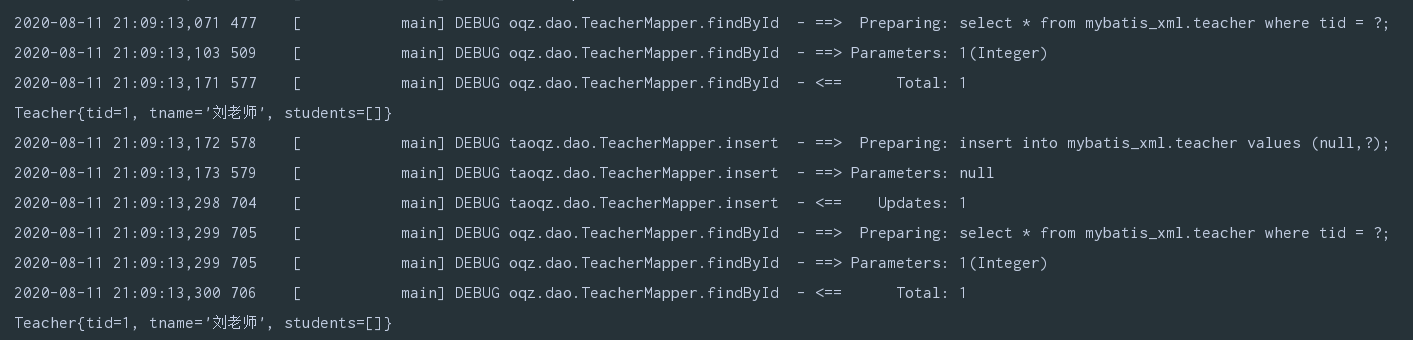 2020-08-11 21:09:13,071 477    [           main] DEBUG oqz.dao.TeacherMapper.findById  - ==>  Preparing: select * from mybatis_xml.teacher where tid = ?;
2020-08-11 21:09:13,103 509    [           main] DEBUG oqz.dao.TeacherMapper.findById  - ==> Parameters: 1(Integer)
2020-08-11 21:09:13,171 577    [           main] DEBUG oqz.dao.TeacherMapper.findById  - <==      Total: 1
Teacher{tid=1, tname='刘老师', students=[]}
2020-08-11 21:09:13,172 578    [           main] DEBUG taoqz.dao.TeacherMapper.insert  - ==>  Preparing: insert into mybatis_xml.teacher values (null,?);
2020-08-11 21:09:13,173 579    [           main] DEBUG taoqz.dao.TeacherMapper.insert  - ==> Parameters: null
2020-08-11 21:09:13,298 704    [           main] DEBUG taoqz.dao.TeacherMapper.insert  - <==    Updates: 1
2020-08-11 21:09:13,299 705    [           main] DEBUG oqz.dao.TeacherMapper.findById  - ==>  Preparing: select * from mybatis_xml.teacher where tid = ?;
2020-08-11 21:09:13,299 705    [           main] DEBUG oqz.dao.TeacherMapper.findById  - ==> Parameters: 1(Integer)
2020-08-11 21:09:13,300 706    [           main] DEBUG oqz.dao.TeacherMapper.findById  - <==      Total: 1
Teacher{tid=1, tname='刘老师', students=[]}